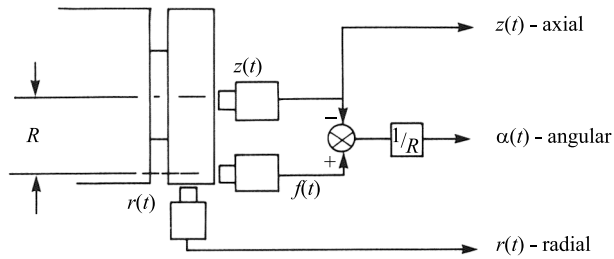 z(t) - axial
z(t)
−
R
1/R
α(t) - angular
+
r(t)
f(t)
r(t) - radial